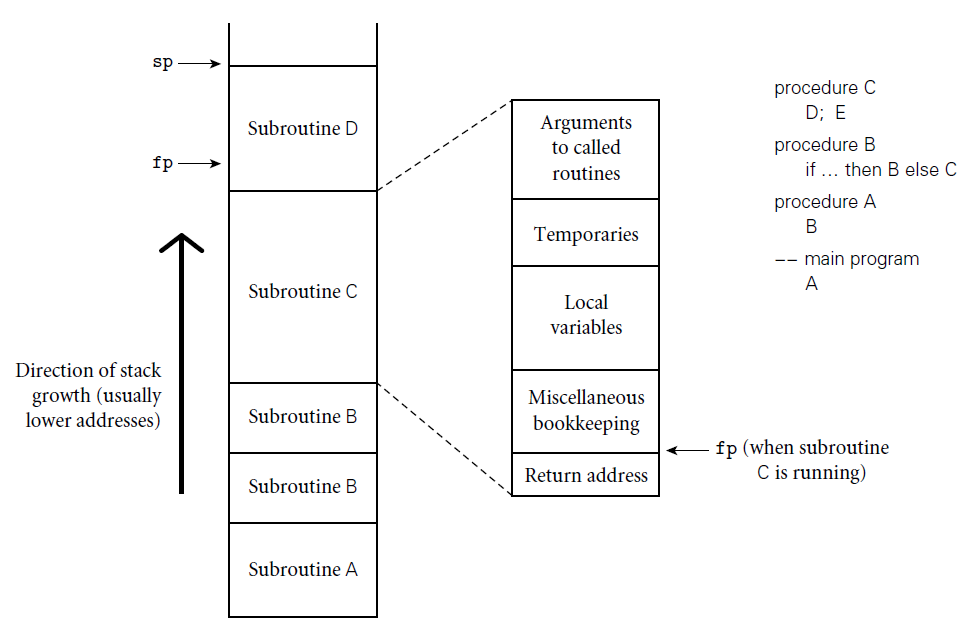 sp
Subroutine D
fp
Subroutine C
Direction of stack
growth (usually
lower addresses)
Subroutine B
Subroutine B
Subroutine A
Arguments
to called
routines
Temporaries
Local
variables
Miscellaneous
bookkeeping
Return address
fp (when subroutine
C is running)
procedure C
D; E
procedure B
if ... then B else C
procedure A
B
-- main program
A